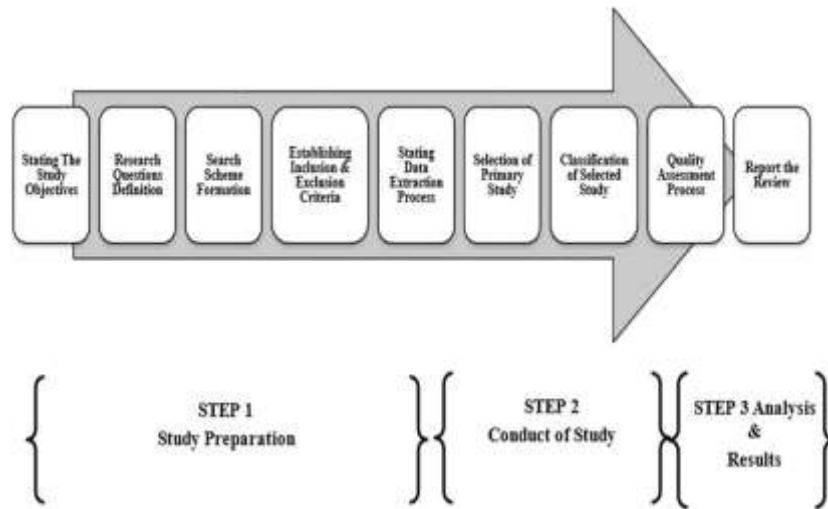 Stating The
Study
Objectives
Research
Questions
Definition
Search
Scheme
Formation
Establishing
Inclusion &
Exclusion
Criteria
Stating
Data
Extraction
Process
Selection of
Primary
Study
Classification
of Selected
Study
Quality
Assessment
Process
Report the
Review
STEP 1
Study Preparation
STEP 2
Conduct of Study
STEP 3 Analysis
&
Results